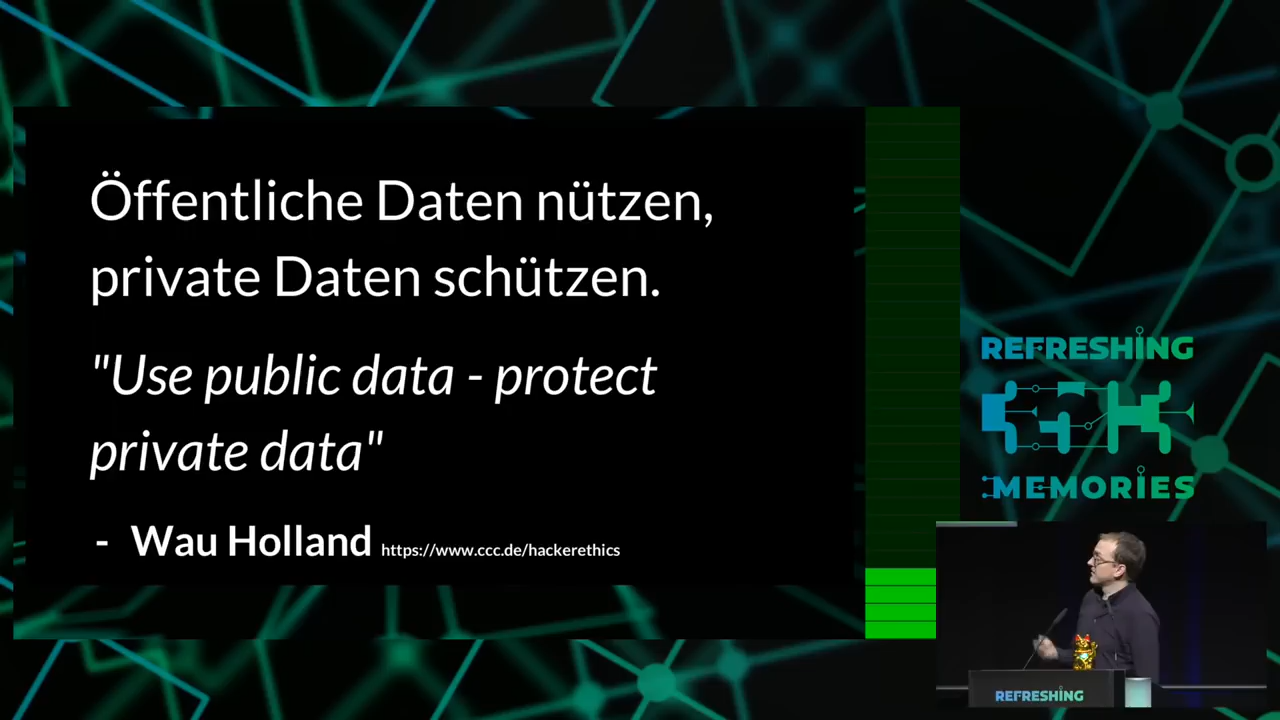 Öffentliche Daten nützen,
private Daten schützen.
"Use public data - protect
private data"
- Wau Holland https://www.ccc.de/hackerethics
REFRESHING
MEMORIES
REFRESHING